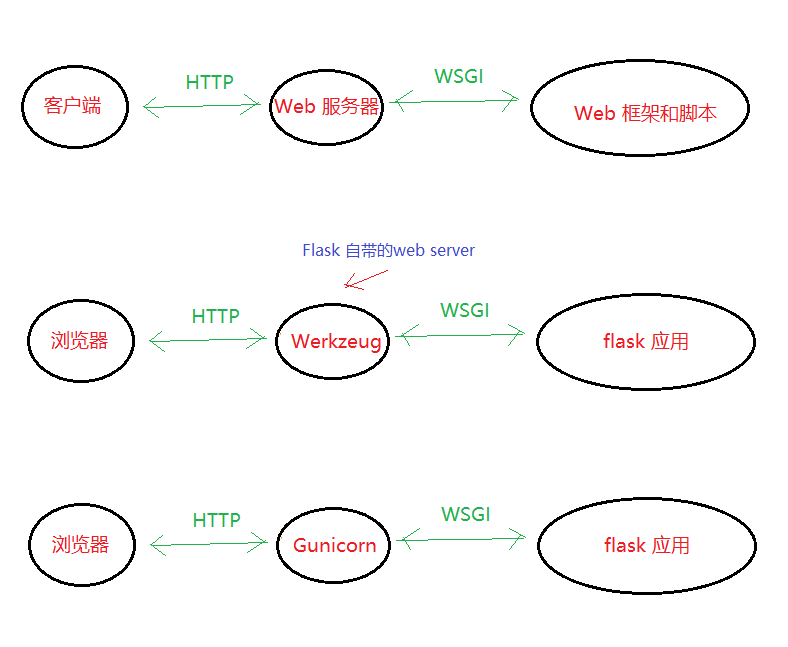 HTTP
WSGI
客户端
Web 服务器
Web 框架和脚本
Flask 自带的web server
HTTP
WSGI
浏览器
Werkzeug
flask 应用
HTTP
WSGI
浏览器
Gunicorn
flask 应用